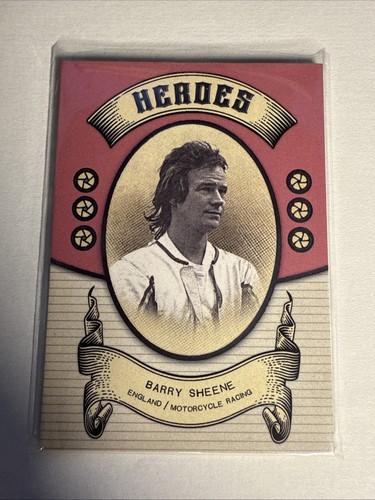 HEROES
BARRY SHEENE
ENGLAND / MOTORCYCLE RACING